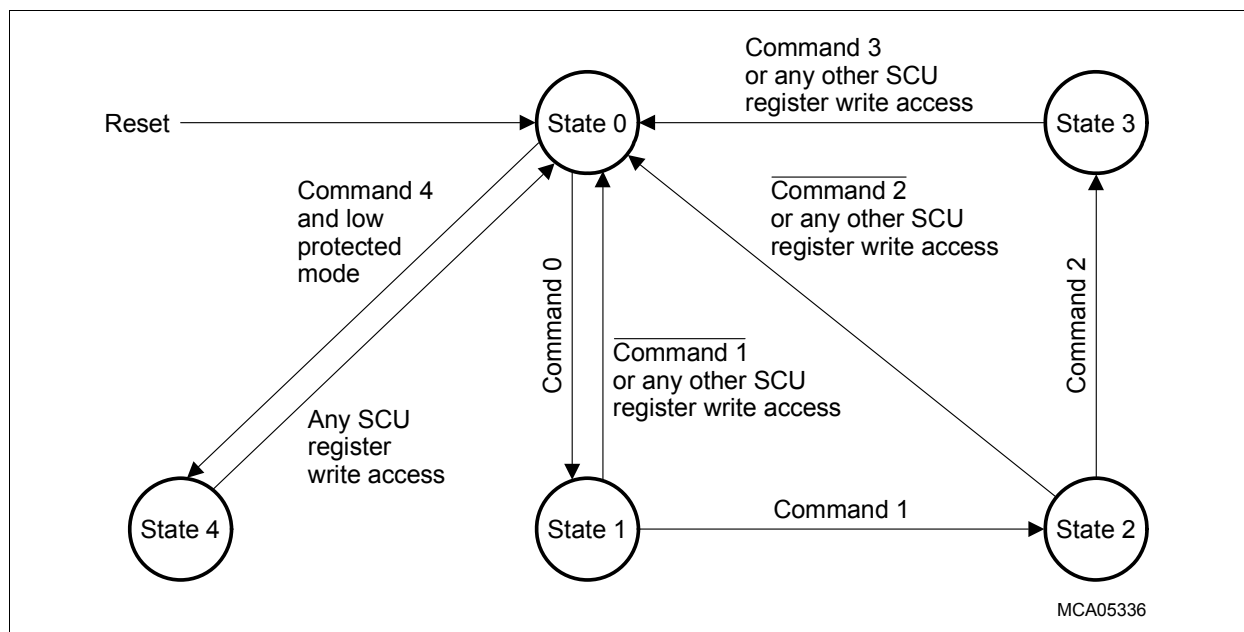 Command 3
or any other SCU
register write access
Reset
State 0
State 3
Command 4
and low
protected
mode
Command 2
or any other SCU
register write access
Command 0
Command 2
Command 1
or any other SCU
register write access
Any SCU
register
write access
State 4
State 1
Command 1
State 2
MCA05336